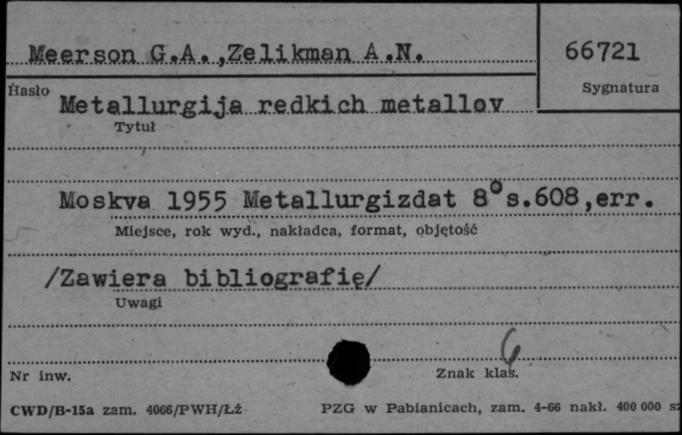 Meerson G.A.,Zelikman A.N.
66721
Hasło
Sygnatura
Metallurgija redkich metallov
Tytuł
Moskva 1955 Metallurgizdat 8° s.608,err.
Miejsce, rok wyd., nakładca, format, objętość
/Zawiera bibliografię/
Uwagi
6
Nr inw.
Znak klas.
CWD/B-15a zam. 4066/PWH/Łź
PZG w Pabianicach, zam. 4-66 nakł. 400 000